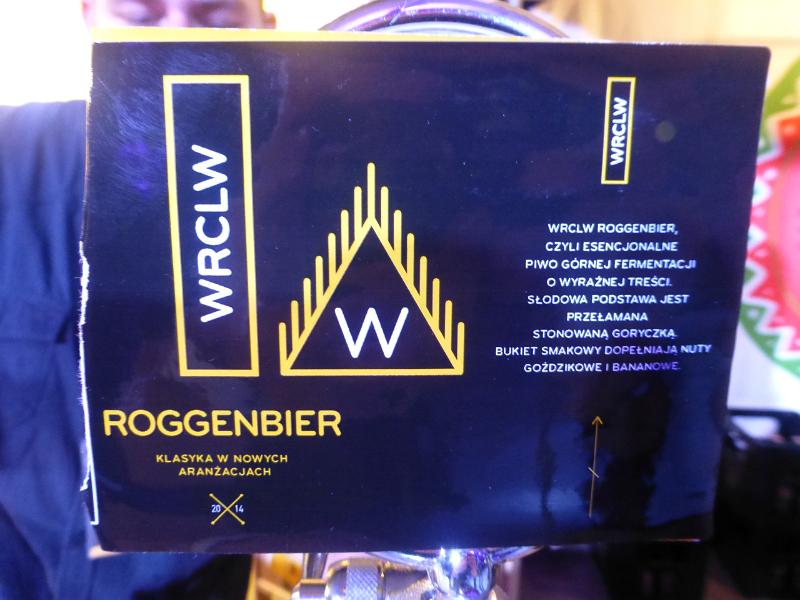 WRCLW
W
ROGGENBIER
KLASYKA W NOWYCH
ARANŻACJACH
20 14
WRCLW
WRCLW ROGGENBIER,
CZYLI ESENCJONALNE
PIWO GÓRNEJ FERMENTACJI
O WYRAŹNEJ TREŚCI.
SŁODOWA PODSTAWA JEST
PRZEŁAMANA
STONOWANĄ GORYCZKĄ.
BUKIET SMAKOWY DOPEŁNIAJĄ NUTY
GOŹDZIKOWE I BANANOWE.